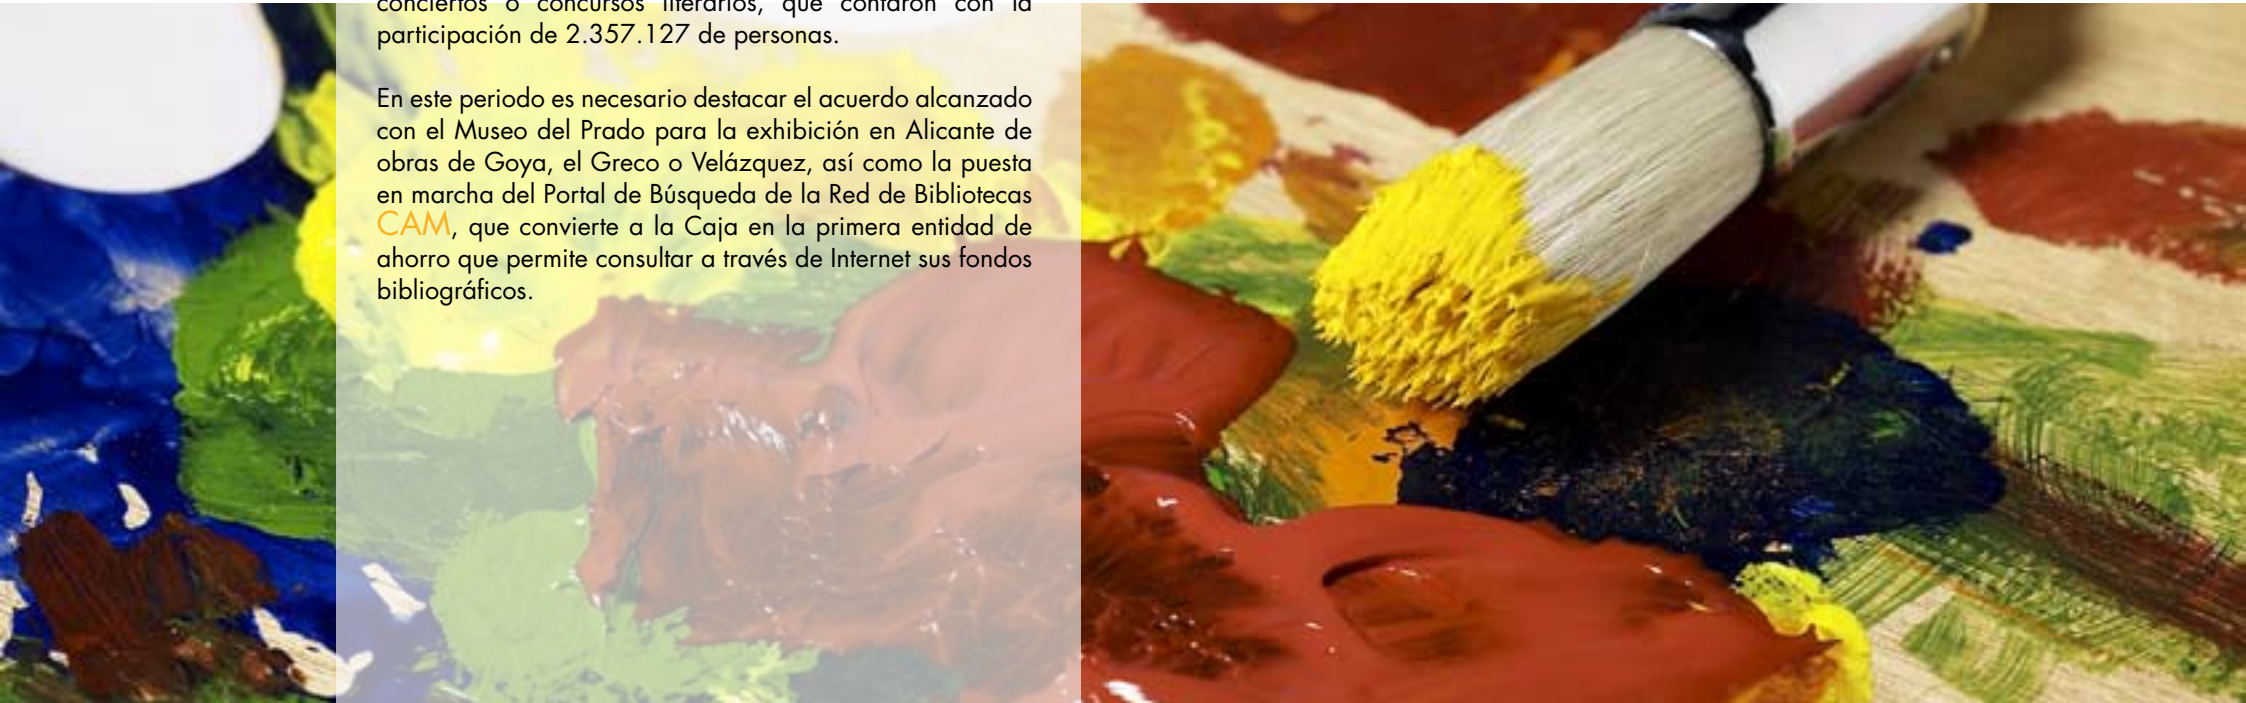 conciertos o concursos literarios, que contaron con la
participación de 2.357.127 de personas.
En este periodo es necesario destacar el acuerdo alcanzado
con el Museo del Prado para la exhibición en Alicante de
obras de Goya, el Greco o Velázquez, así como la puesta
en marcha del Portal de Búsqueda de la Red de Bibliotecas
CAM, que convierte a la Caja en la primera entidad de
ahorro que permite consultar a través de Internet sus fondos
bibliográficos.